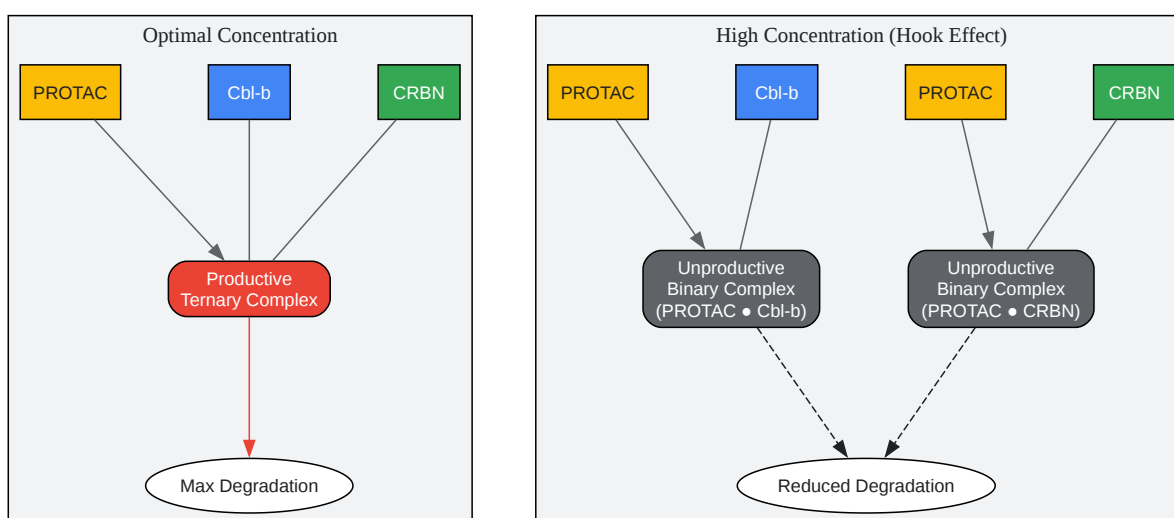 Optimal Concentration
PROTAC
Cbl-b
CRBN
Productive
Ternary Complex
Max Degradation
High Concentration (Hook Effect)
PROTAC
Cbl-b
PROTAC
CRBN
Unproductive
Binary Complex
(PROTAC ● Cbl-b)
Unproductive
Binary Complex
(PROTAC ● CRBN)
Reduced Degradation